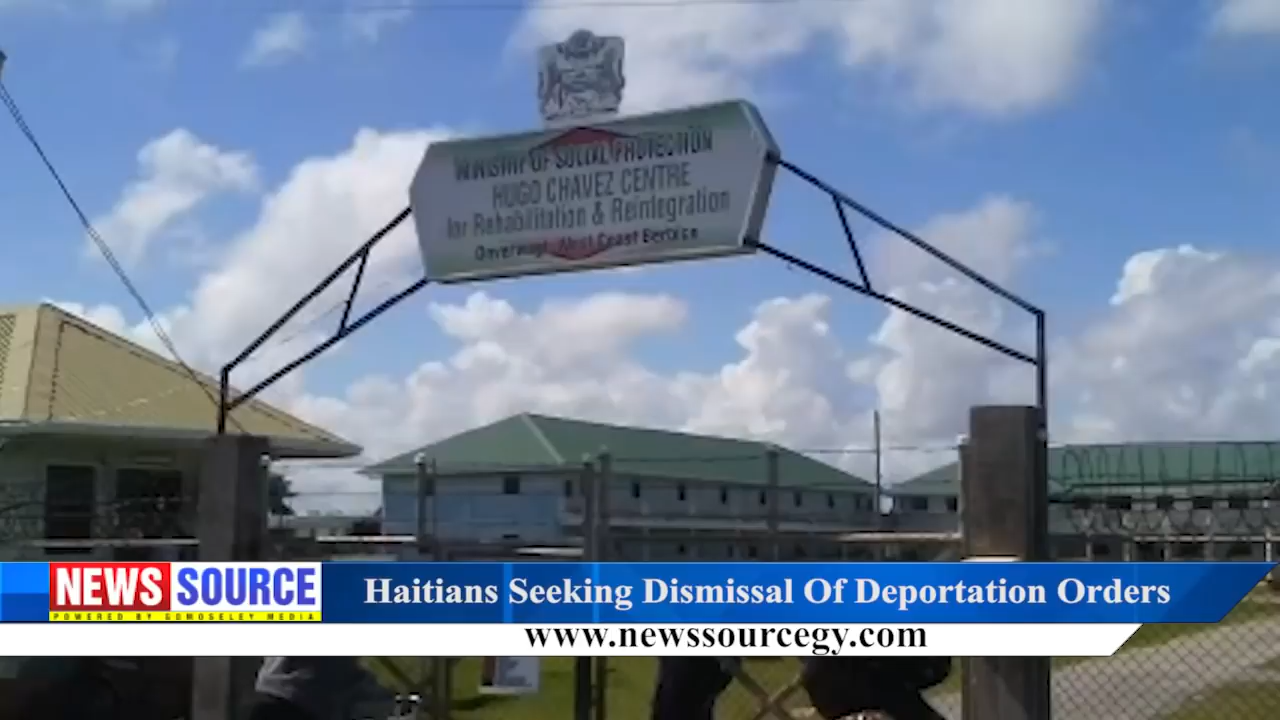 MINISTRY OF SOCIAL PROTECTION
HUGO CHAVEZ CENTRE
for Rehabilitation & Reintegration
Onverwagt West Coast Berbice
NEWS SOURCE
POWERED BY GDMOSELEY MEDIA
Haitians Seeking Dismissal Of Deportation Orders
www.newssourcegy.com